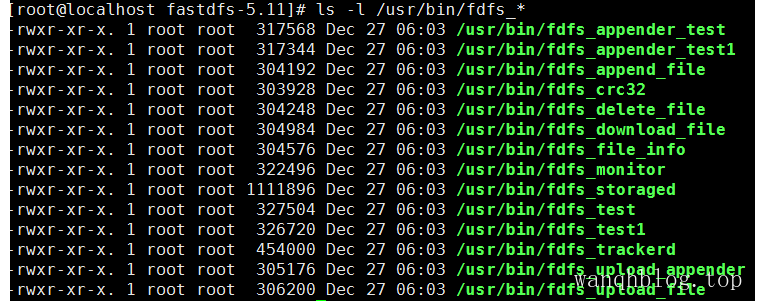 [root@localhost fastdfs-5.11]# ls -l /usr/bin/fdfs_*
-rwxr-xr-x. 1 root root  317568 Dec 27 06:03 /usr/bin/fdfs_appender_test
-rwxr-xr-x. 1 root root  317344 Dec 27 06:03 /usr/bin/fdfs_appender_test1
-rwxr-xr-x. 1 root root  304192 Dec 27 06:03 /usr/bin/fdfs_append_file
-rwxr-xr-x. 1 root root  303928 Dec 27 06:03 /usr/bin/fdfs_crc32
-rwxr-xr-x. 1 root root  304248 Dec 27 06:03 /usr/bin/fdfs_delete_file
-rwxr-xr-x. 1 root root  304984 Dec 27 06:03 /usr/bin/fdfs_download_file
-rwxr-xr-x. 1 root root  304576 Dec 27 06:03 /usr/bin/fdfs_file_info
-rwxr-xr-x. 1 root root  322496 Dec 27 06:03 /usr/bin/fdfs_monitor
-rwxr-xr-x. 1 root root 1111896 Dec 27 06:03 /usr/bin/fdfs_storaged
-rwxr-xr-x. 1 root root  327504 Dec 27 06:03 /usr/bin/fdfs_test
-rwxr-xr-x. 1 root root  326720 Dec 27 06:03 /usr/bin/fdfs_test1
-rwxr-xr-x. 1 root root  454000 Dec 27 06:03 /usr/bin/fdfs_trackerd
-rwxr-xr-x. 1 root root  305176 Dec 27 06:03 /usr/bin/fdfs_upload_appender
-rwxr-xr-x. 1 root root  306200 Dec 27 06:03 /usr/bin/fdfs_upload_file